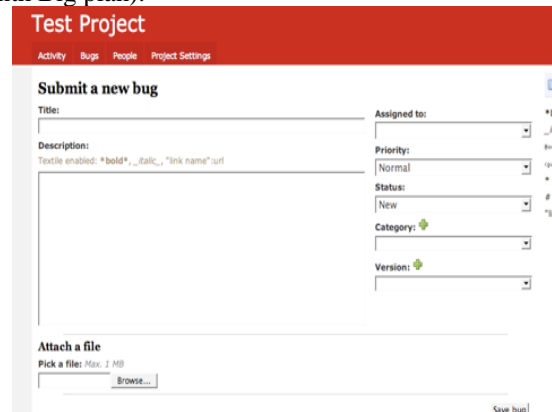 Test Project
Activity Bugs People Project Settings
Submit a new bug
Title:
Description:
Textile enabled: *bold*, _italic_, "link name":url
Assigned to:
Priority:
Normal
Status:
New
Category:
Version:
Attach a file
Pick a file: Max. 1 MB
Browse...
Save bug